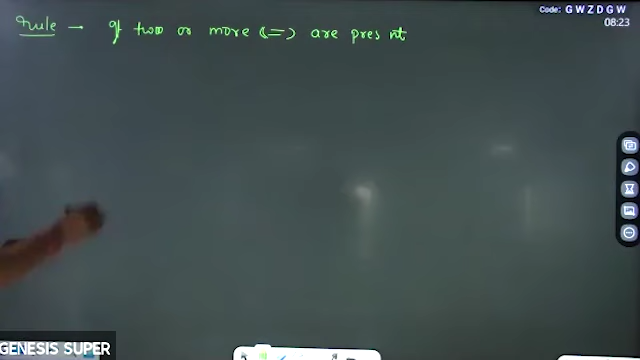 Code: G W Z D G W
08:23
Rule → If two or more (=) are present
GENESIS SUPER